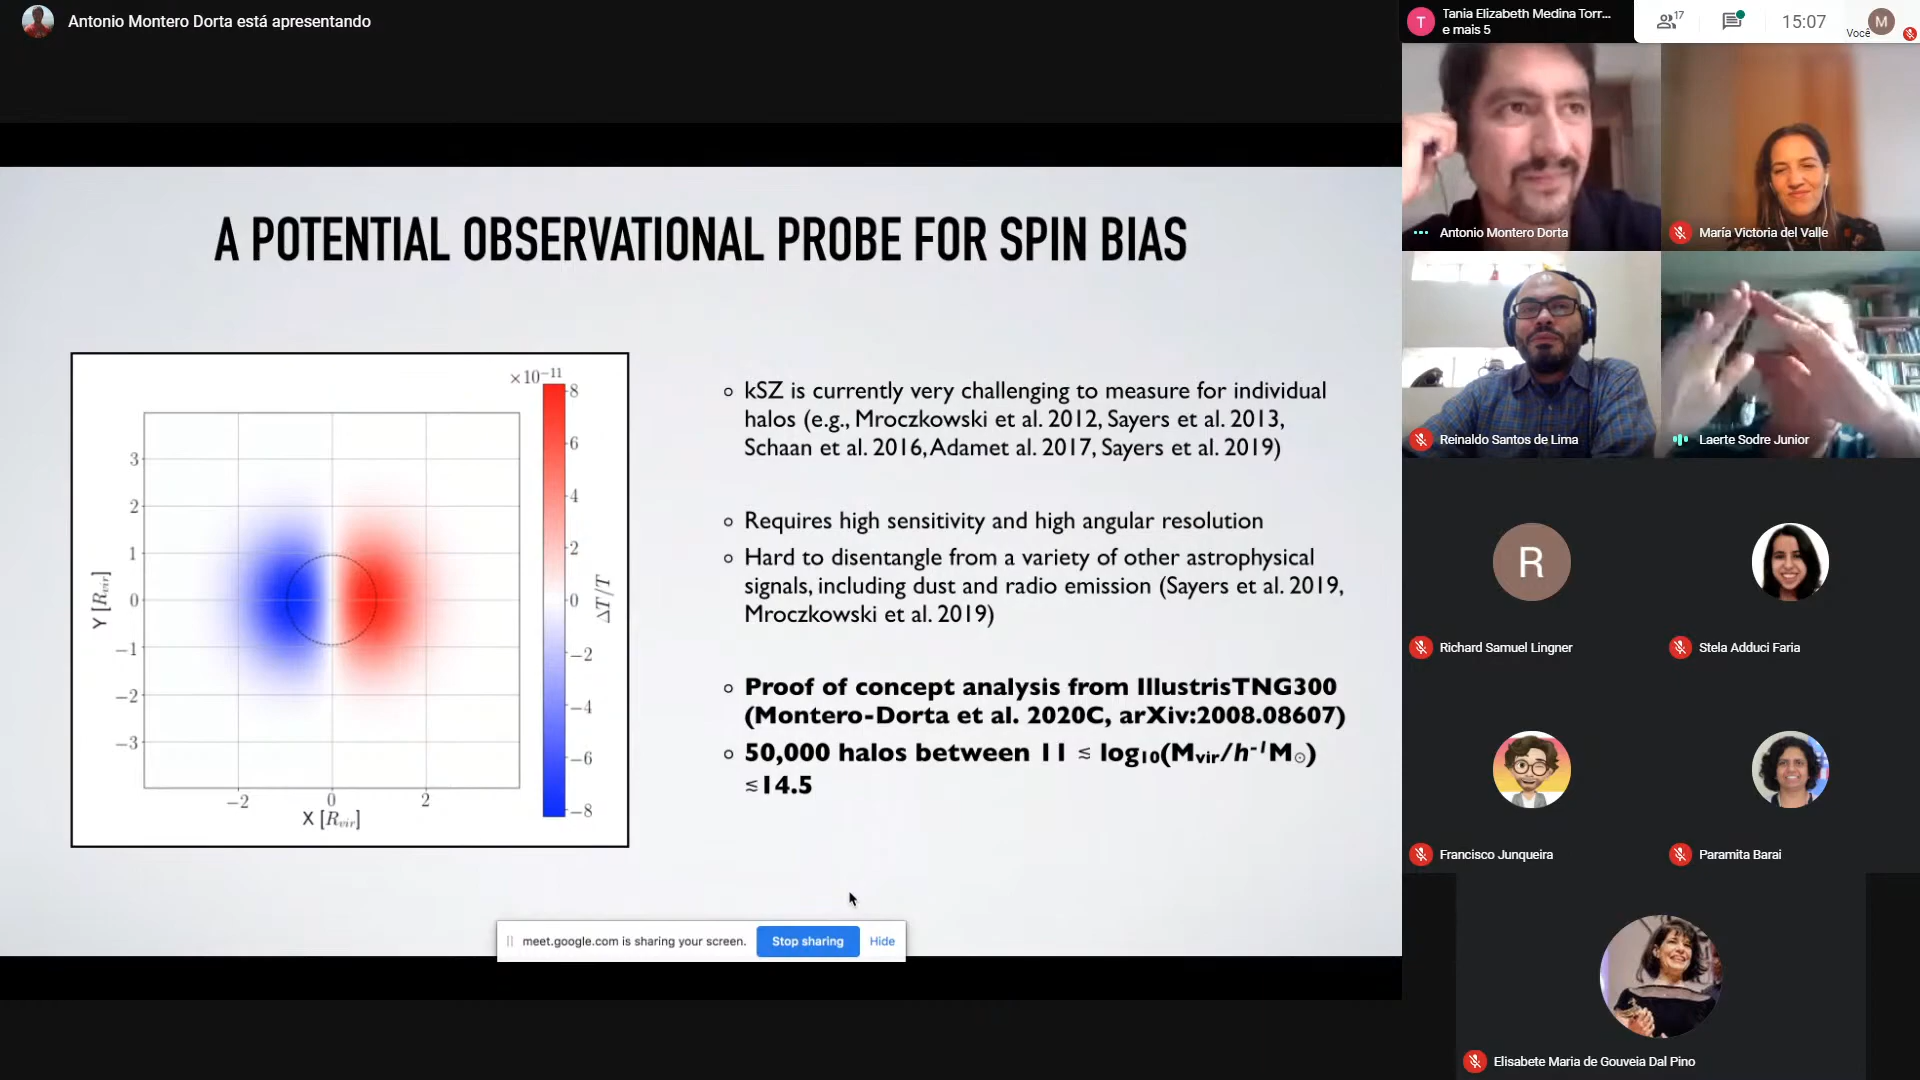 Antonio Montero Dorta está apresentando
Tania Elizabeth Medina Torr...
e mais 5
17
15:07
Você
M
T
A POTENTIAL OBSERVATIONAL PROBE FOR SPIN BIAS
×10⁻¹¹
8
6
4
2
0
−2
−4
−6
−8
ΔT/T
3
2
1
0
−1
−2
−3
Y [Rvir]
−2 0 2
X [Rvir]
kSZ is currently very challenging to measure for individual
halos (e.g., Mroczkowski et al. 2012, Sayers et al. 2013,
Schaan et al. 2016, Adamet al. 2017, Sayers et al. 2019)
Requires high sensitivity and high angular resolution
Hard to disentangle from a variety of other astrophysical
signals, including dust and radio emission (Sayers et al. 2019,
Mroczkowski et al. 2019)
Proof of concept analysis from IllustrisTNG300
(Montero-Dorta et al. 2020C, arXiv:2008.08607)
50,000 halos between 11 ≲ log₁₀(Mvir/h⁻¹M☉)
≲14.5
meet.google.com is sharing your screen.
Stop sharing
Hide
Antonio Montero Dorta
María Victoria del Valle
Reinaldo Santos de Lima
Laerte Sodre Junior
R
Richard Samuel Lingner
Stela Adduci Faria
Francisco Junqueira
Paramita Barai
Elisabete Maria de Gouveia Dal Pino